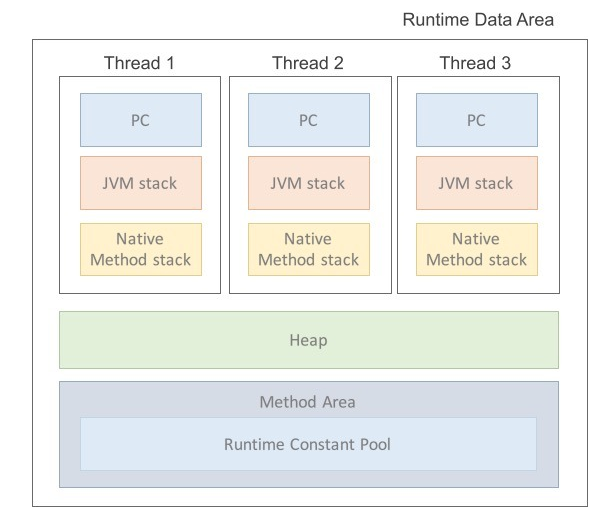 Runtime Data Area
Thread 1
Thread 2
Thread 3
PC
PC
PC
JVM stack
JVM stack
JVM stack
Native
Method stack
Native
Method stack
Native
Method stack
Heap
Method Area
Runtime Constant Pool